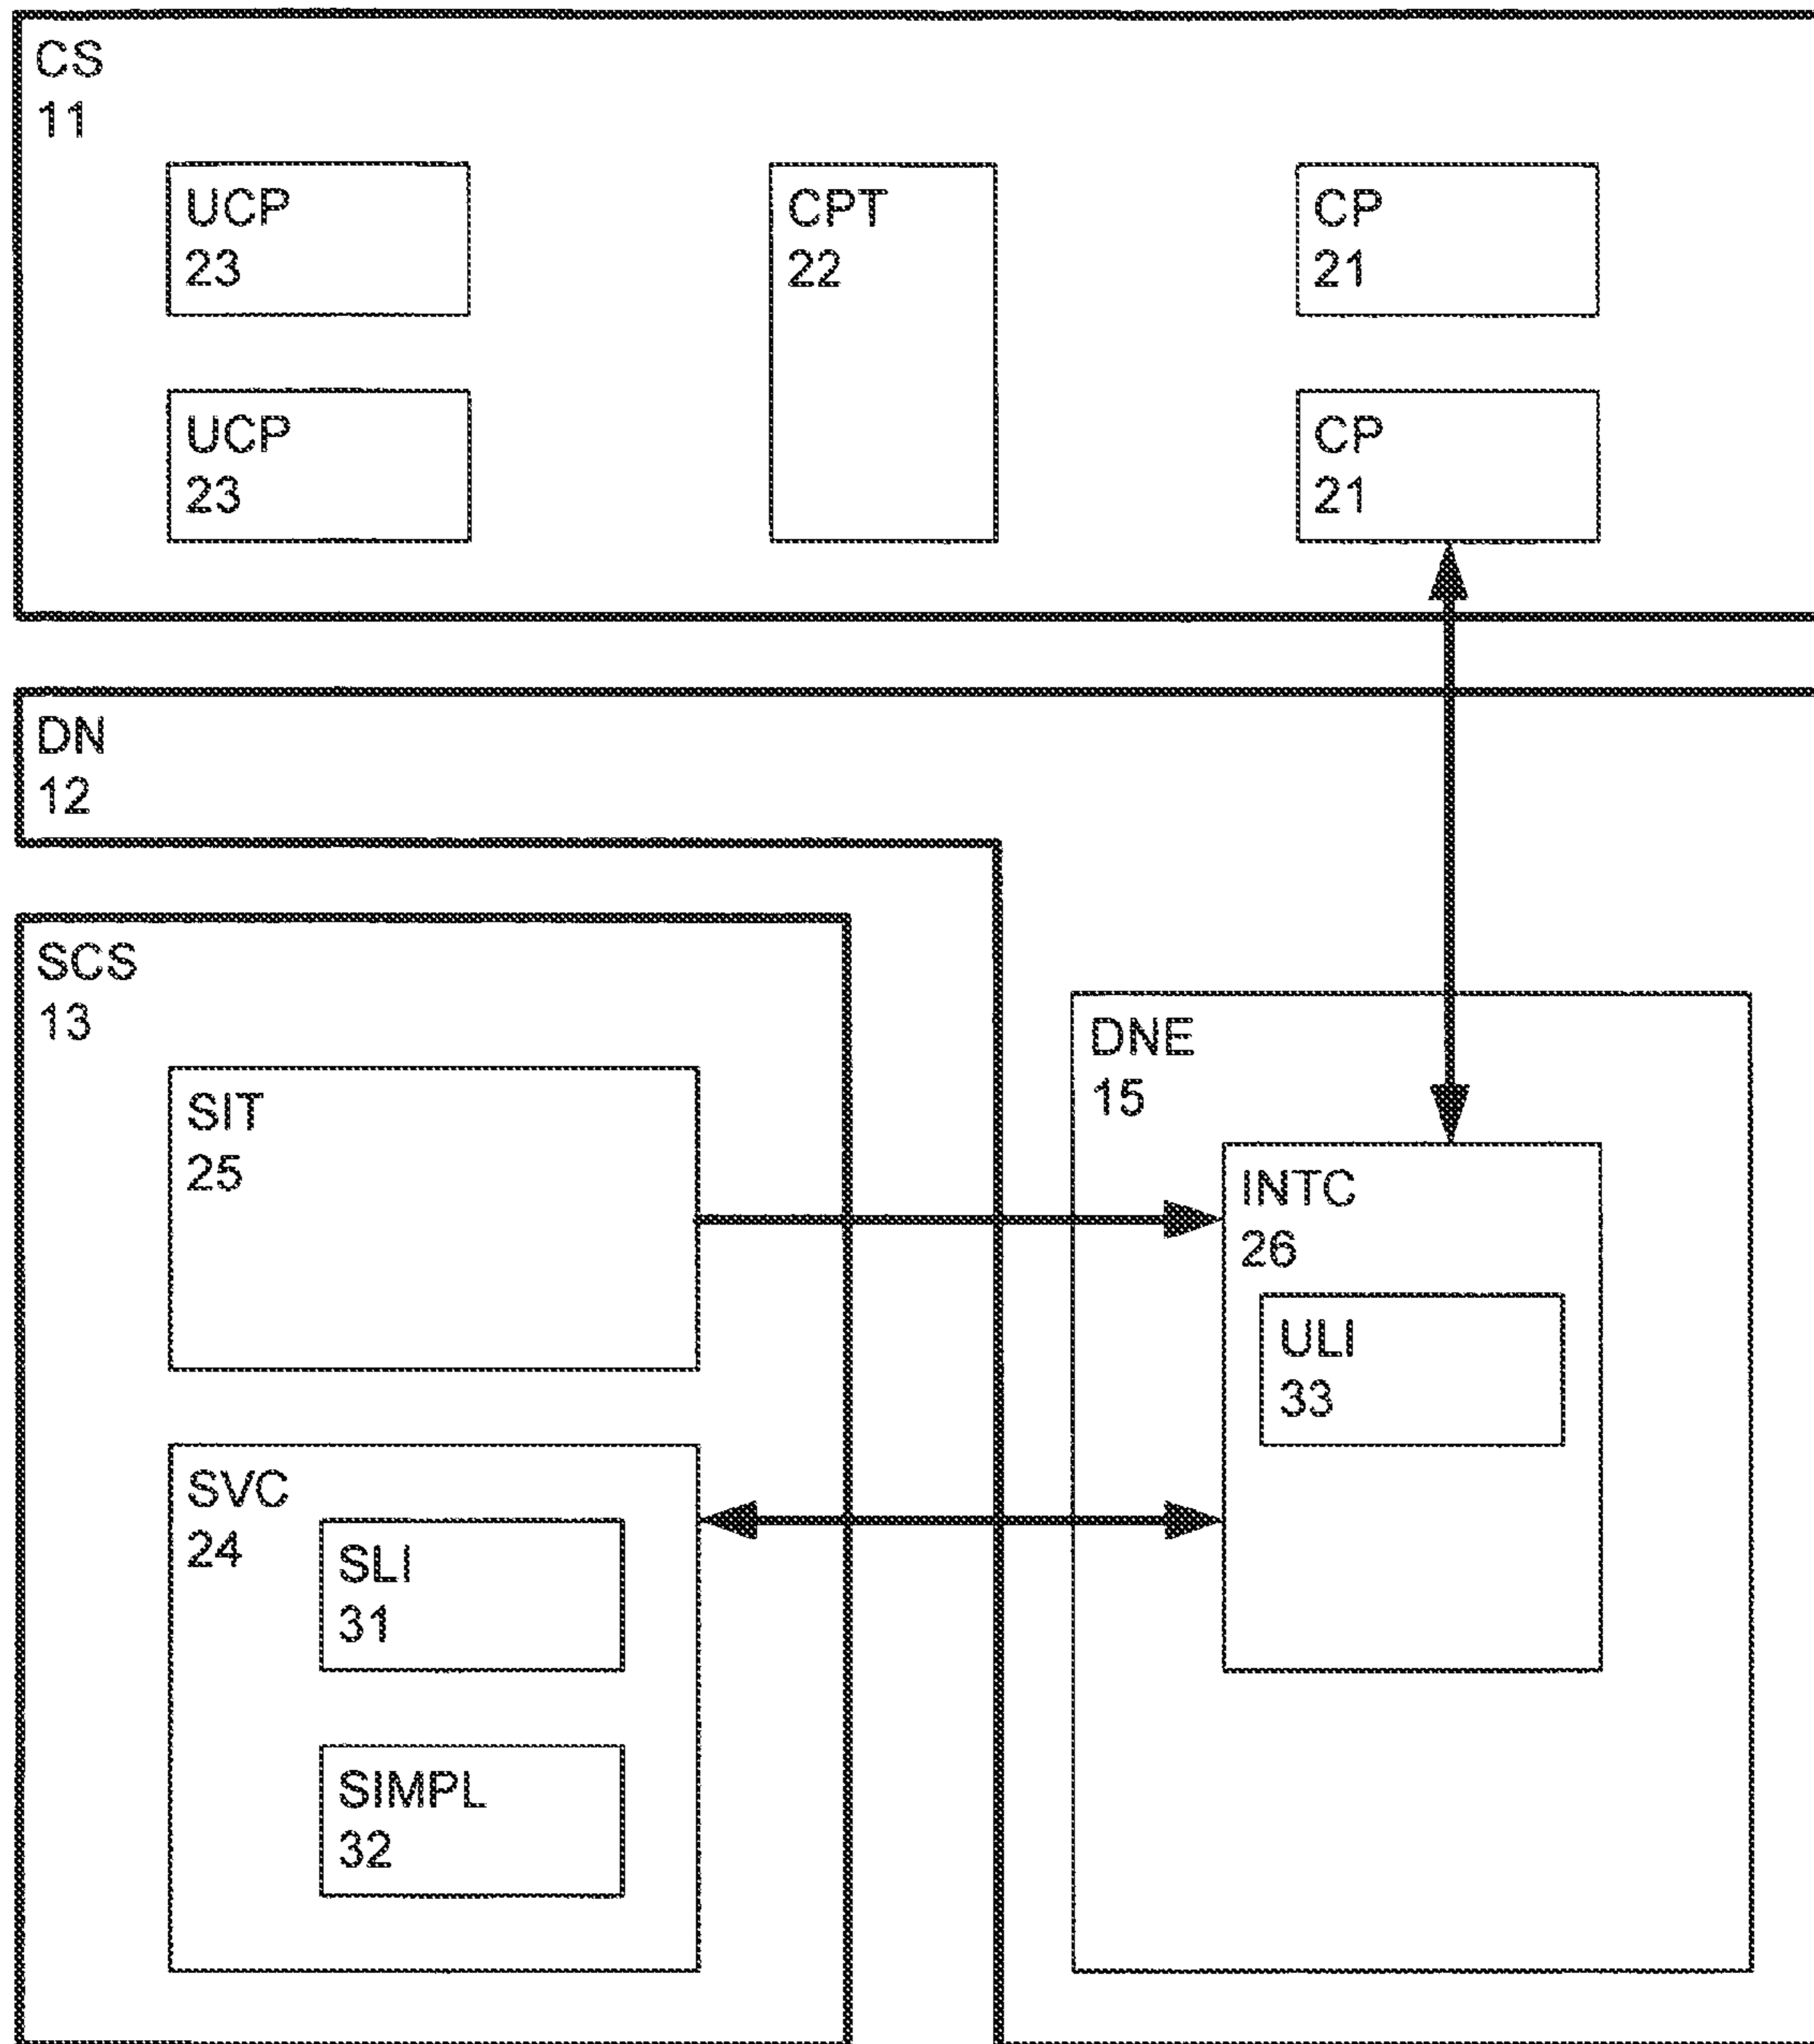 CS
11
UCP
23
CPT
22
CP
21
UCP
23
CP
21
DN
12
SCS
13
DNE
15
SIT
25
INTC
26
ULI
33
SVC
24
SLI
31
SIMPL
32